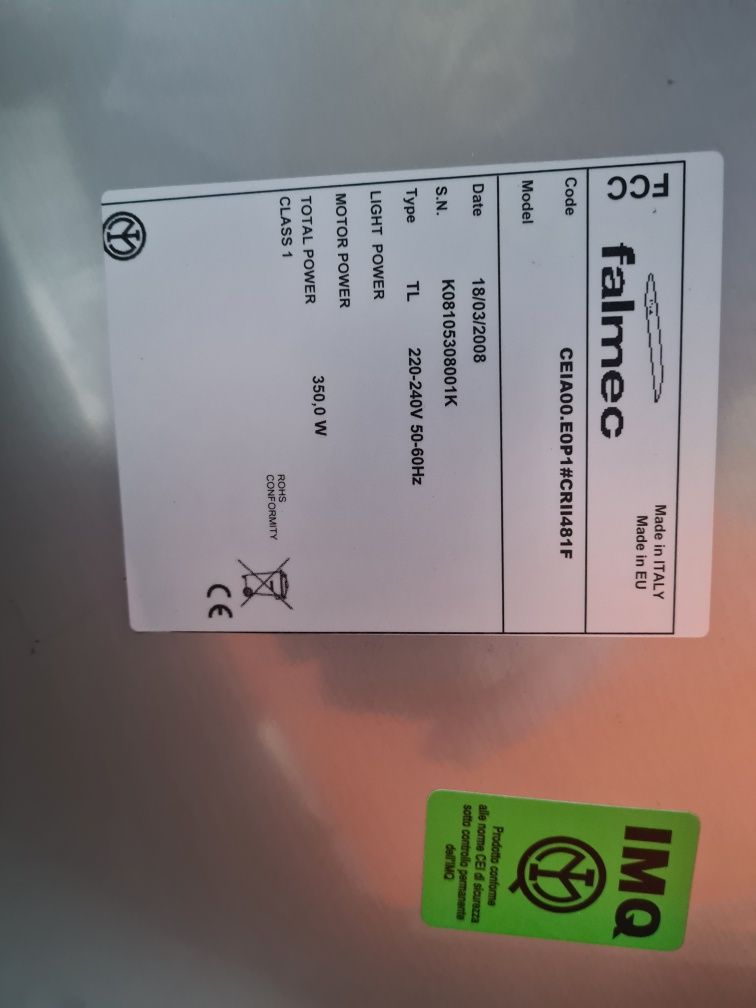 falmec
Made in ITALY
Made in EU
Code CEIA00.E0P1#CRII481F
Model
Date 18/03/2008
S.N. K08105308001K
Type TL 220-240V 50-60Hz
LIGHT POWER
MOTOR POWER
TOTAL POWER 350,0 W
CLASS 1
ROHS
CONFORMITY
CE
IMQ
Prodotto conforme
alle norme CEI di sicurezza
sotto controllo permanente
dell'IMQ